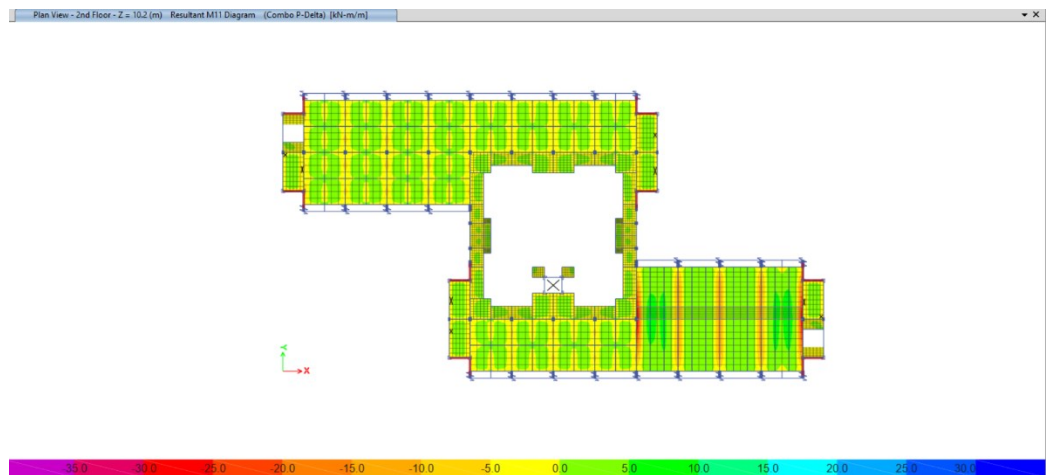 Plan View - 2nd Floor - Z = 10.2 (m) Resultant M11 Diagram (Combo P-Delta) [kN-m/m]
Y
X
-35.0 -30.0 -25.0 -20.0 -15.0 -10.0 -5.0 0.0 5.0 10.0 15.0 20.0 25.0 30.0